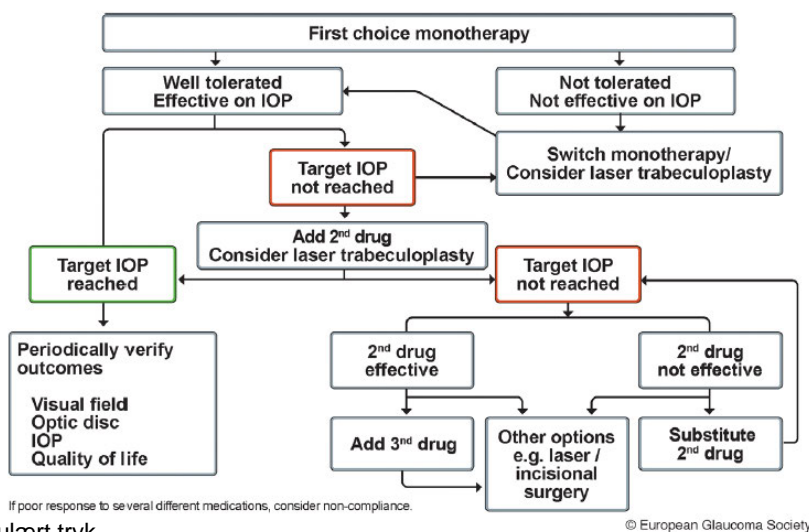 First choice monotherapy
Well tolerated
Effective on IOP
Not tolerated
Not effective on IOP
Switch monotherapy/
Consider laser trabeculoplasty
Target IOP
not reached
Add 2nd drug
Consider laser trabeculoplasty
Target IOP
reached
Target IOP
not reached
Periodically verify
outcomes
Visual field
Optic disc
IOP
Quality of life
2nd drug
effective
2nd drug
not effective
Add 3nd drug
Other options
e.g. laser /
incisional
surgery
Substitute
2nd drug
If poor response to several different medications, consider non-compliance.
© European Glaucoma Society
tryk